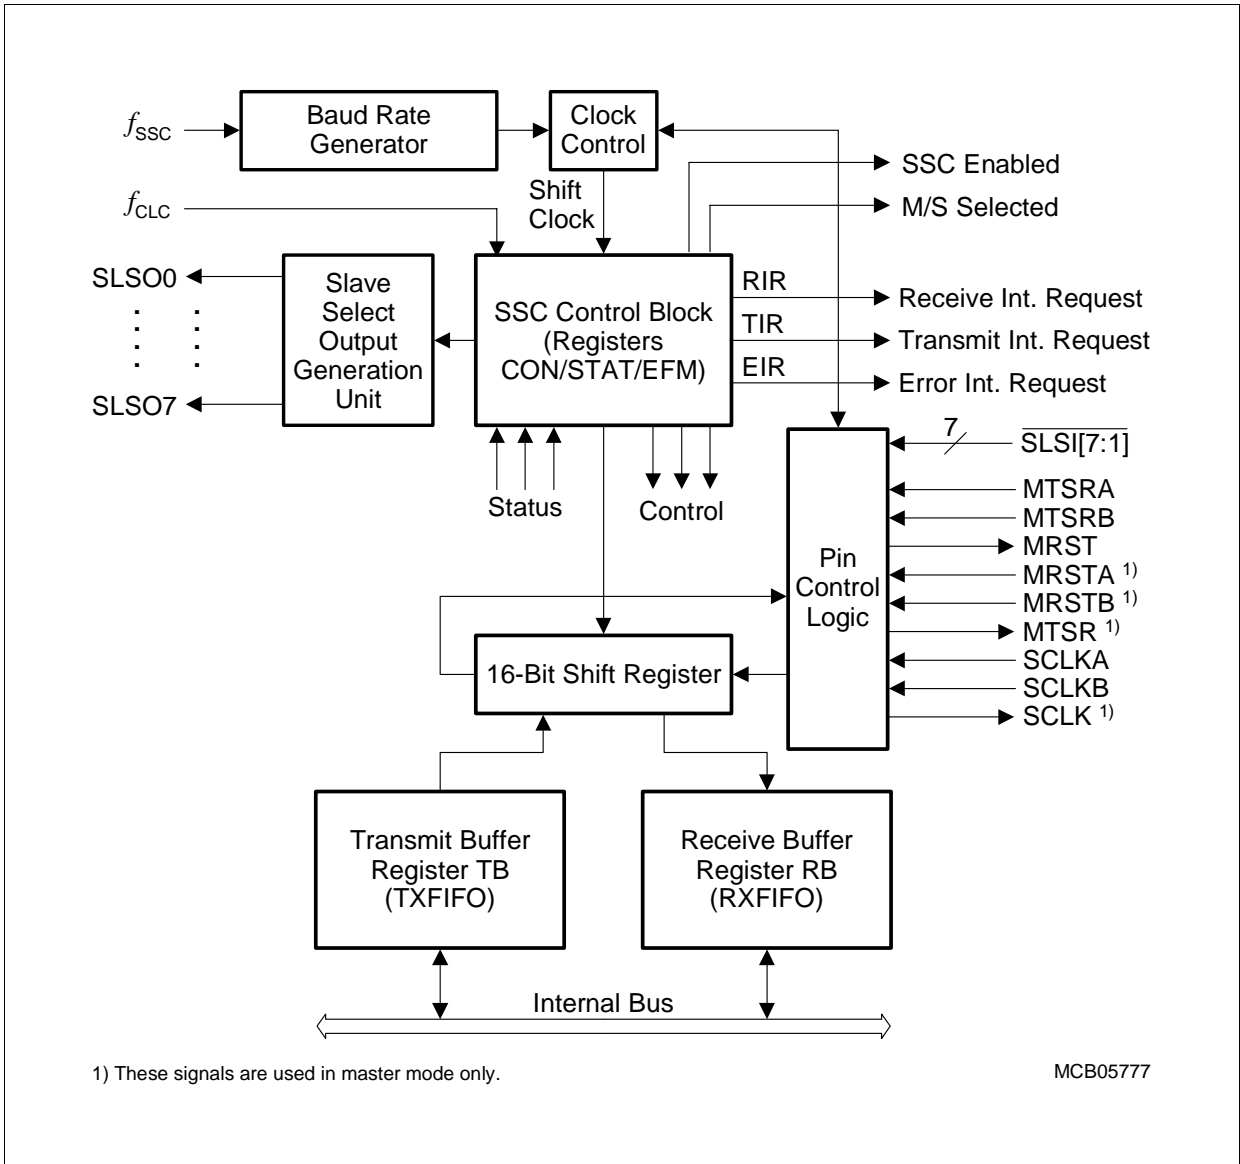 Baud Rate
Generator
Clock
Control
fSSC
SSC Enabled
fCLC
Shift
Clock
M/S Selected
SLSO0
SLSO7
Slave
Select
Output
Generation
Unit
SSC Control Block
(Registers
CON/STAT/EFM)
RIR
TIR
EIR
Receive Int. Request
Transmit Int. Request
Error Int. Request
Status
Control
7
SLSI[7:1]
MTSRA
MTSRB
MRST
MRSTA 1)
MRSTB 1)
MTSR 1)
SCLKA
SCLKB
SCLK 1)
Pin
Control
Logic
16-Bit Shift Register
Transmit Buffer
Register TB
(TXFIFO)
Receive Buffer
Register RB
(RXFIFO)
Internal Bus
1) These signals are used in master mode only.
MCB05777